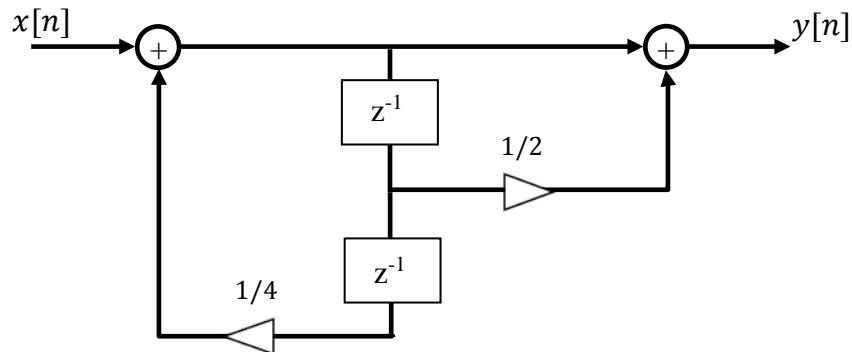 x[n]
y[n]
+
+
z⁻¹
1/2
z⁻¹
1/4